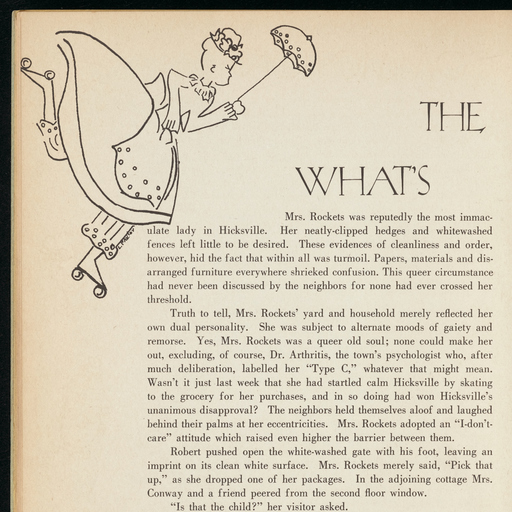 THE
WHAT'S
Mrs. Rockets was reputedly the most immac-
ulate lady in Hicksville. Her neatly-clipped hedges and whitewashed
fences left little to be desired. These evidences of cleanliness and order,
however, hid the fact that within all was turmoil. Papers, materials and dis-
arranged furniture everywhere shrieked confusion. This queer circumstance
had never been discussed by the neighbors for none had ever crossed her
threshold.
Truth to tell, Mrs. Rockets' yard and household merely reflected her
own dual personality. She was subject to alternate moods of gaiety and
remorse. Yes, Mrs. Rockets was a queer old soul; none could make her
out, excluding, of course, Dr. Arthritis, the town's psychologist who, after
much deliberation, labelled her "Type C," whatever that might mean.
Wasn't it just last week that she had startled calm Hicksville by skating
to the grocery for her purchases, and in so doing had won Hicksville's
unanimous disapproval? The neighbors held themselves aloof and laughed
behind their palms at her eccentricities. Mrs. Rockets adopted an "I-don't-
care" attitude which raised even higher the barrier between them.
Robert pushed open the white-washed gate with his foot, leaving an
imprint on its clean white surface. Mrs. Rockets merely said, "Pick that
up," as she dropped one of her packages. In the adjoining cottage Mrs.
Conway and a friend peered from the second floor window.
"Is that the child?" her visitor asked.